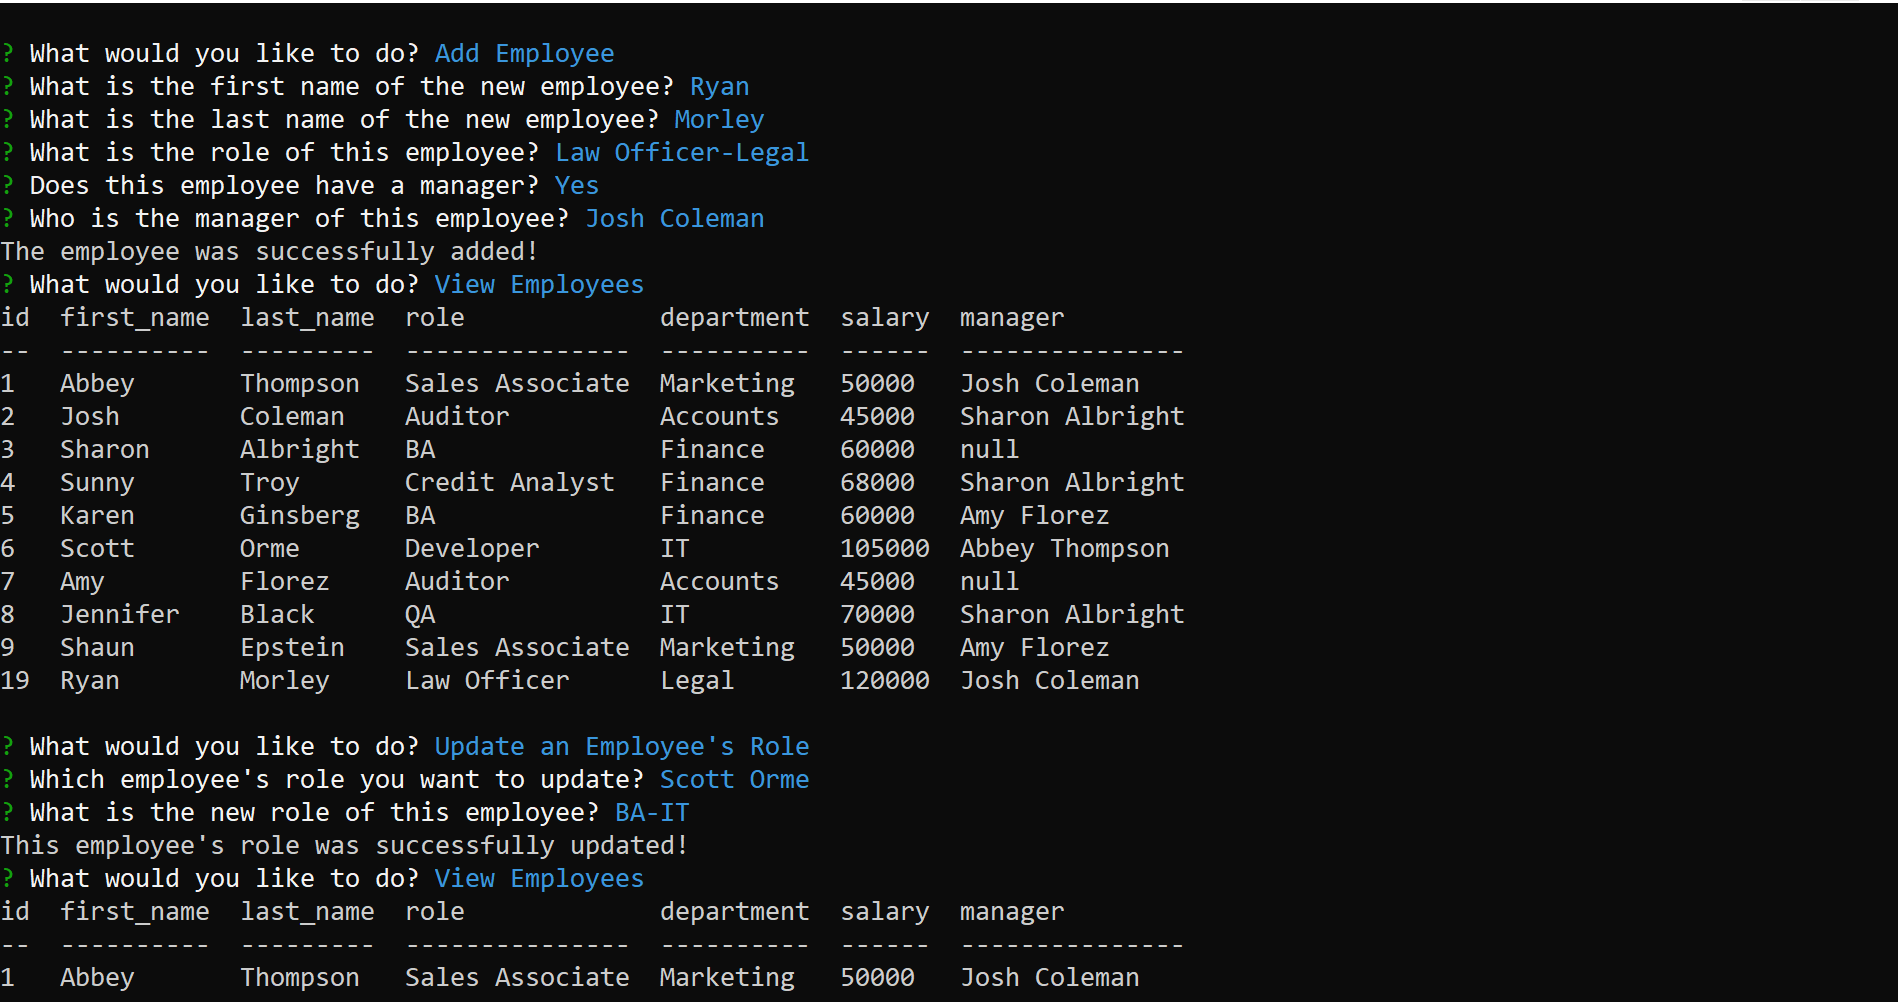 ? What would you like to do? Add Employee
? What is the first name of the new employee? Ryan
? What is the last name of the new employee? Morley
? What is the role of this employee? Law Officer-Legal
? Does this employee have a manager? Yes
? Who is the manager of this employee? Josh Coleman
The employee was successfully added!
? What would you like to do? View Employees
id  first_name  last_name  role             department  salary  manager
--  ----------  ---------  ---------------  ----------  ------  ---------------
1   Abbey       Thompson   Sales Associate  Marketing   50000   Josh Coleman
2   Josh        Coleman    Auditor          Accounts    45000   Sharon Albright
3   Sharon      Albright   BA               Finance     60000   null
4   Sunny       Troy       Credit Analyst   Finance     68000   Sharon Albright
5   Karen       Ginsberg   BA               Finance     60000   Amy Florez
6   Scott       Orme       Developer        IT          105000  Abbey Thompson
7   Amy         Florez     Auditor          Accounts    45000   null
8   Jennifer    Black      QA               IT          70000   Sharon Albright
9   Shaun       Epstein    Sales Associate  Marketing   50000   Amy Florez
19  Ryan        Morley     Law Officer      Legal       120000  Josh Coleman
? What would you like to do? Update an Employee's Role
? Which employee's role you want to update? Scott Orme
? What is the new role of this employee? BA-IT
This employee's role was successfully updated!
? What would you like to do? View Employees
id  first_name  last_name  role             department  salary  manager
--  ----------  ---------  ---------------  ----------  ------  ---------------
1   Abbey       Thompson   Sales Associate  Marketing   50000   Josh Coleman